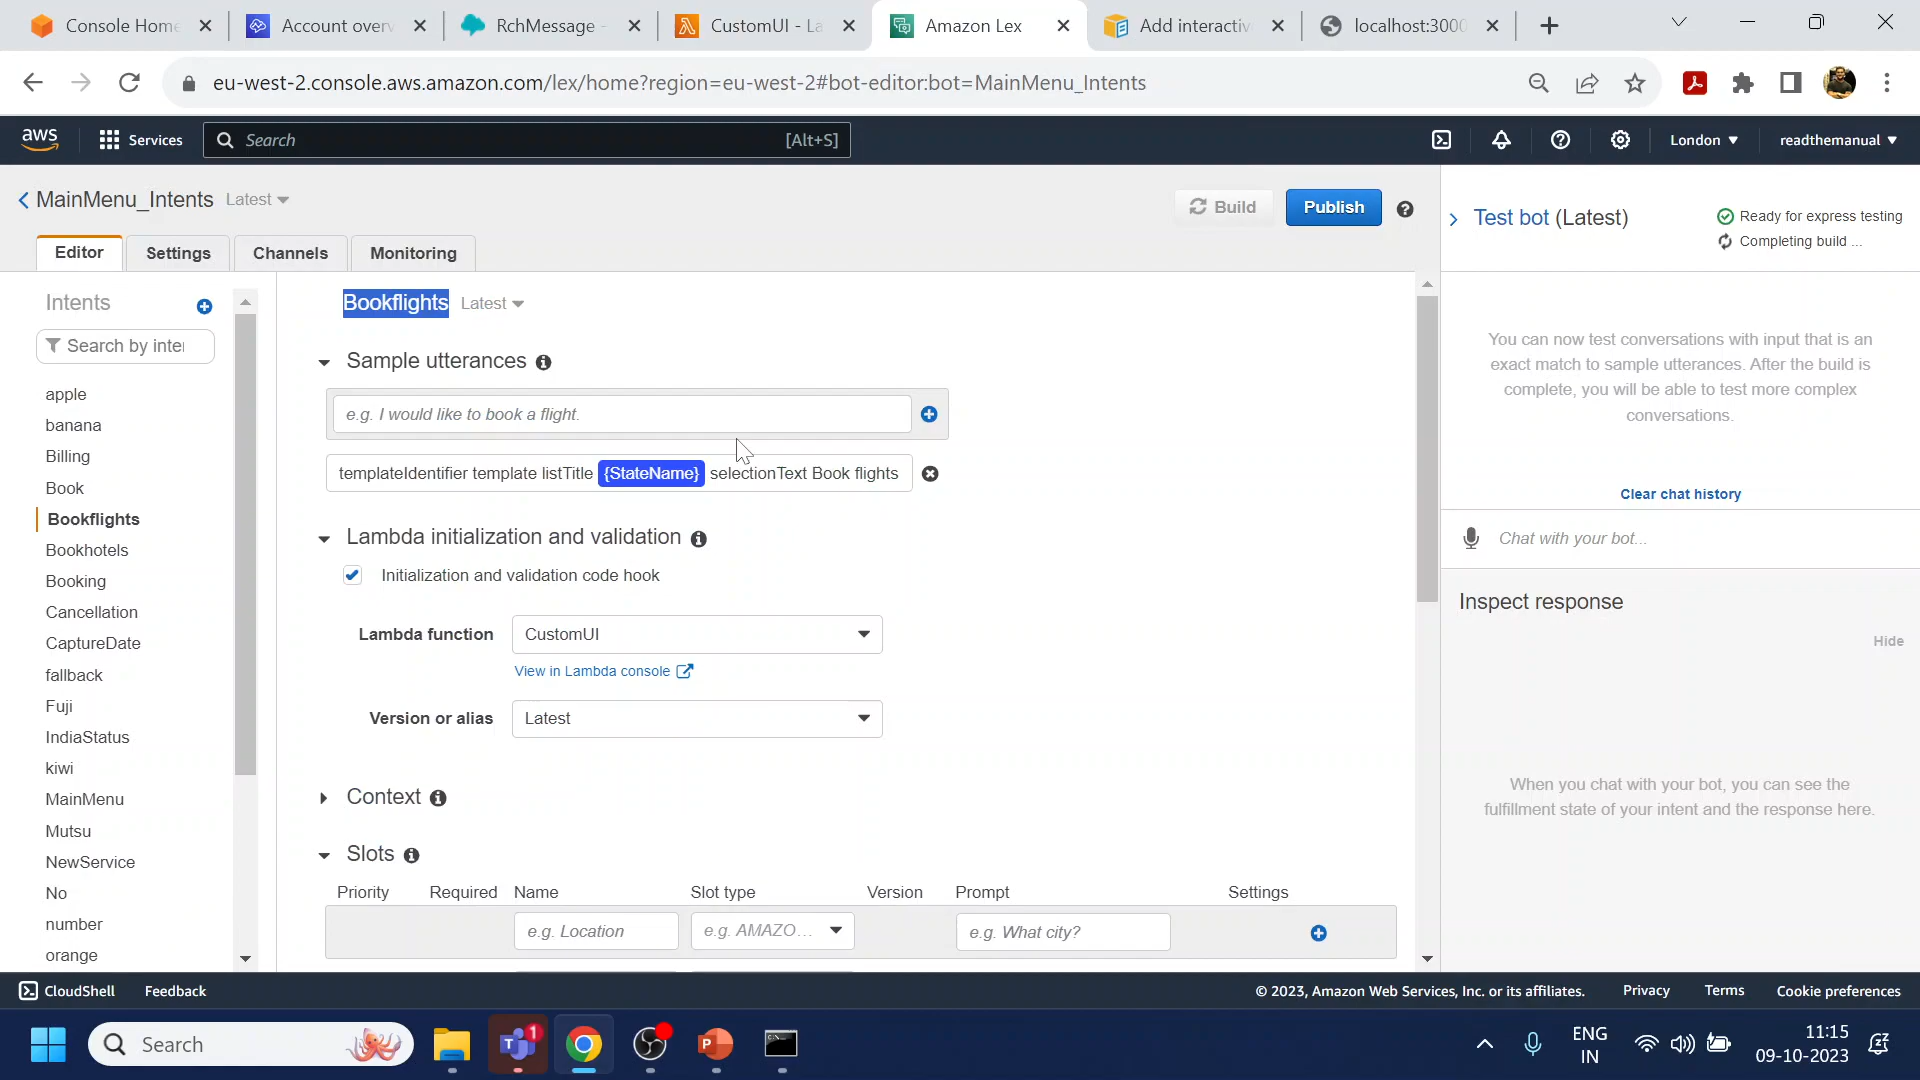 Console Home
Account overv
RchMessage -
CustomUI - La
Amazon Lex
Add interactiv
localhost:3000
eu-west-2.console.aws.amazon.com/lex/home?region=eu-west-2#bot-editor:bot=MainMenu_Intents
aws
Services
Search
[Alt+S]
London
readthemanual
MainMenu_Intents
Latest
Build
Publish
Test bot (Latest)
Ready for express testing
Completing build ...
Editor
Settings
Channels
Monitoring
Intents
Search by inter
apple
banana
Billing
Book
Bookflights
Bookhotels
Booking
Cancellation
CaptureDate
fallback
Fuji
IndiaStatus
kiwi
MainMenu
Mutsu
NewService
No
number
orange
Bookflights
Latest
Sample utterances
e.g. I would like to book a flight.
templateIdentifier template listTitle {StateName} selectionText Book flights
Lambda initialization and validation
Initialization and validation code hook
Lambda function
CustomUI
View in Lambda console
Version or alias
Latest
Context
Slots
Priority
Required
Name
Slot type
Version
Prompt
Settings
e.g. Location
e.g. AMAZO...
e.g. What city?
You can now test conversations with input that is an
exact match to sample utterances. After the build is
complete, you will be able to test more complex
conversations.
Clear chat history
Chat with your bot...
Inspect response
Hide
When you chat with your bot, you can see the
fulfillment state of your intent and the response here.
CloudShell
Feedback
© 2023, Amazon Web Services, Inc. or its affiliates.
Privacy
Terms
Cookie preferences
Search
1
ENG
IN
11:15
09-10-2023